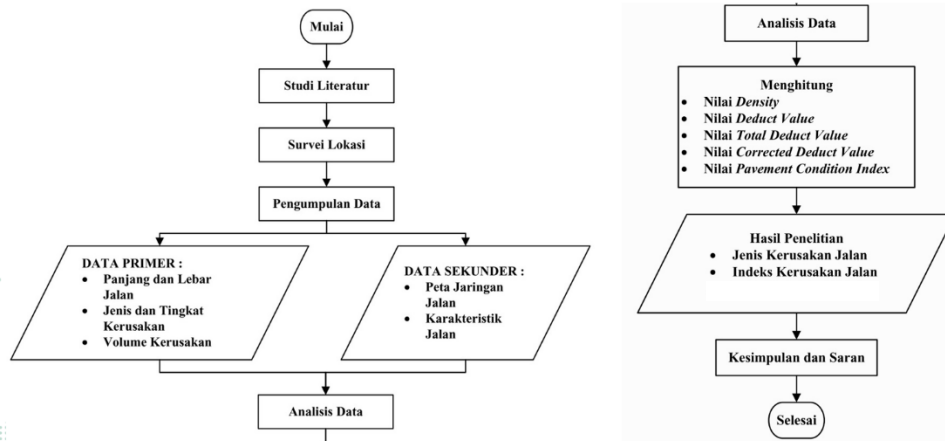 Mulai
Studi Literatur
Survei Lokasi
Pengumpulan Data
DATA PRIMER :
• Panjang dan Lebar
Jalan
• Jenis dan Tingkat
Kerusakan
• Volume Kerusakan
DATA SEKUNDER :
• Peta Jaringan
Jalan
• Karakteristik
Jalan
Analisis Data
Analisis Data
Menghitung
• Nilai Density
• Nilai Deduct Value
• Nilai Total Deduct Value
• Nilai Corrected Deduct Value
• Nilai Pavement Condition Index
Hasil Penelitian
• Jenis Kerusakan Jalan
• Indeks Kerusakan Jalan
Kesimpulan dan Saran
Selesai